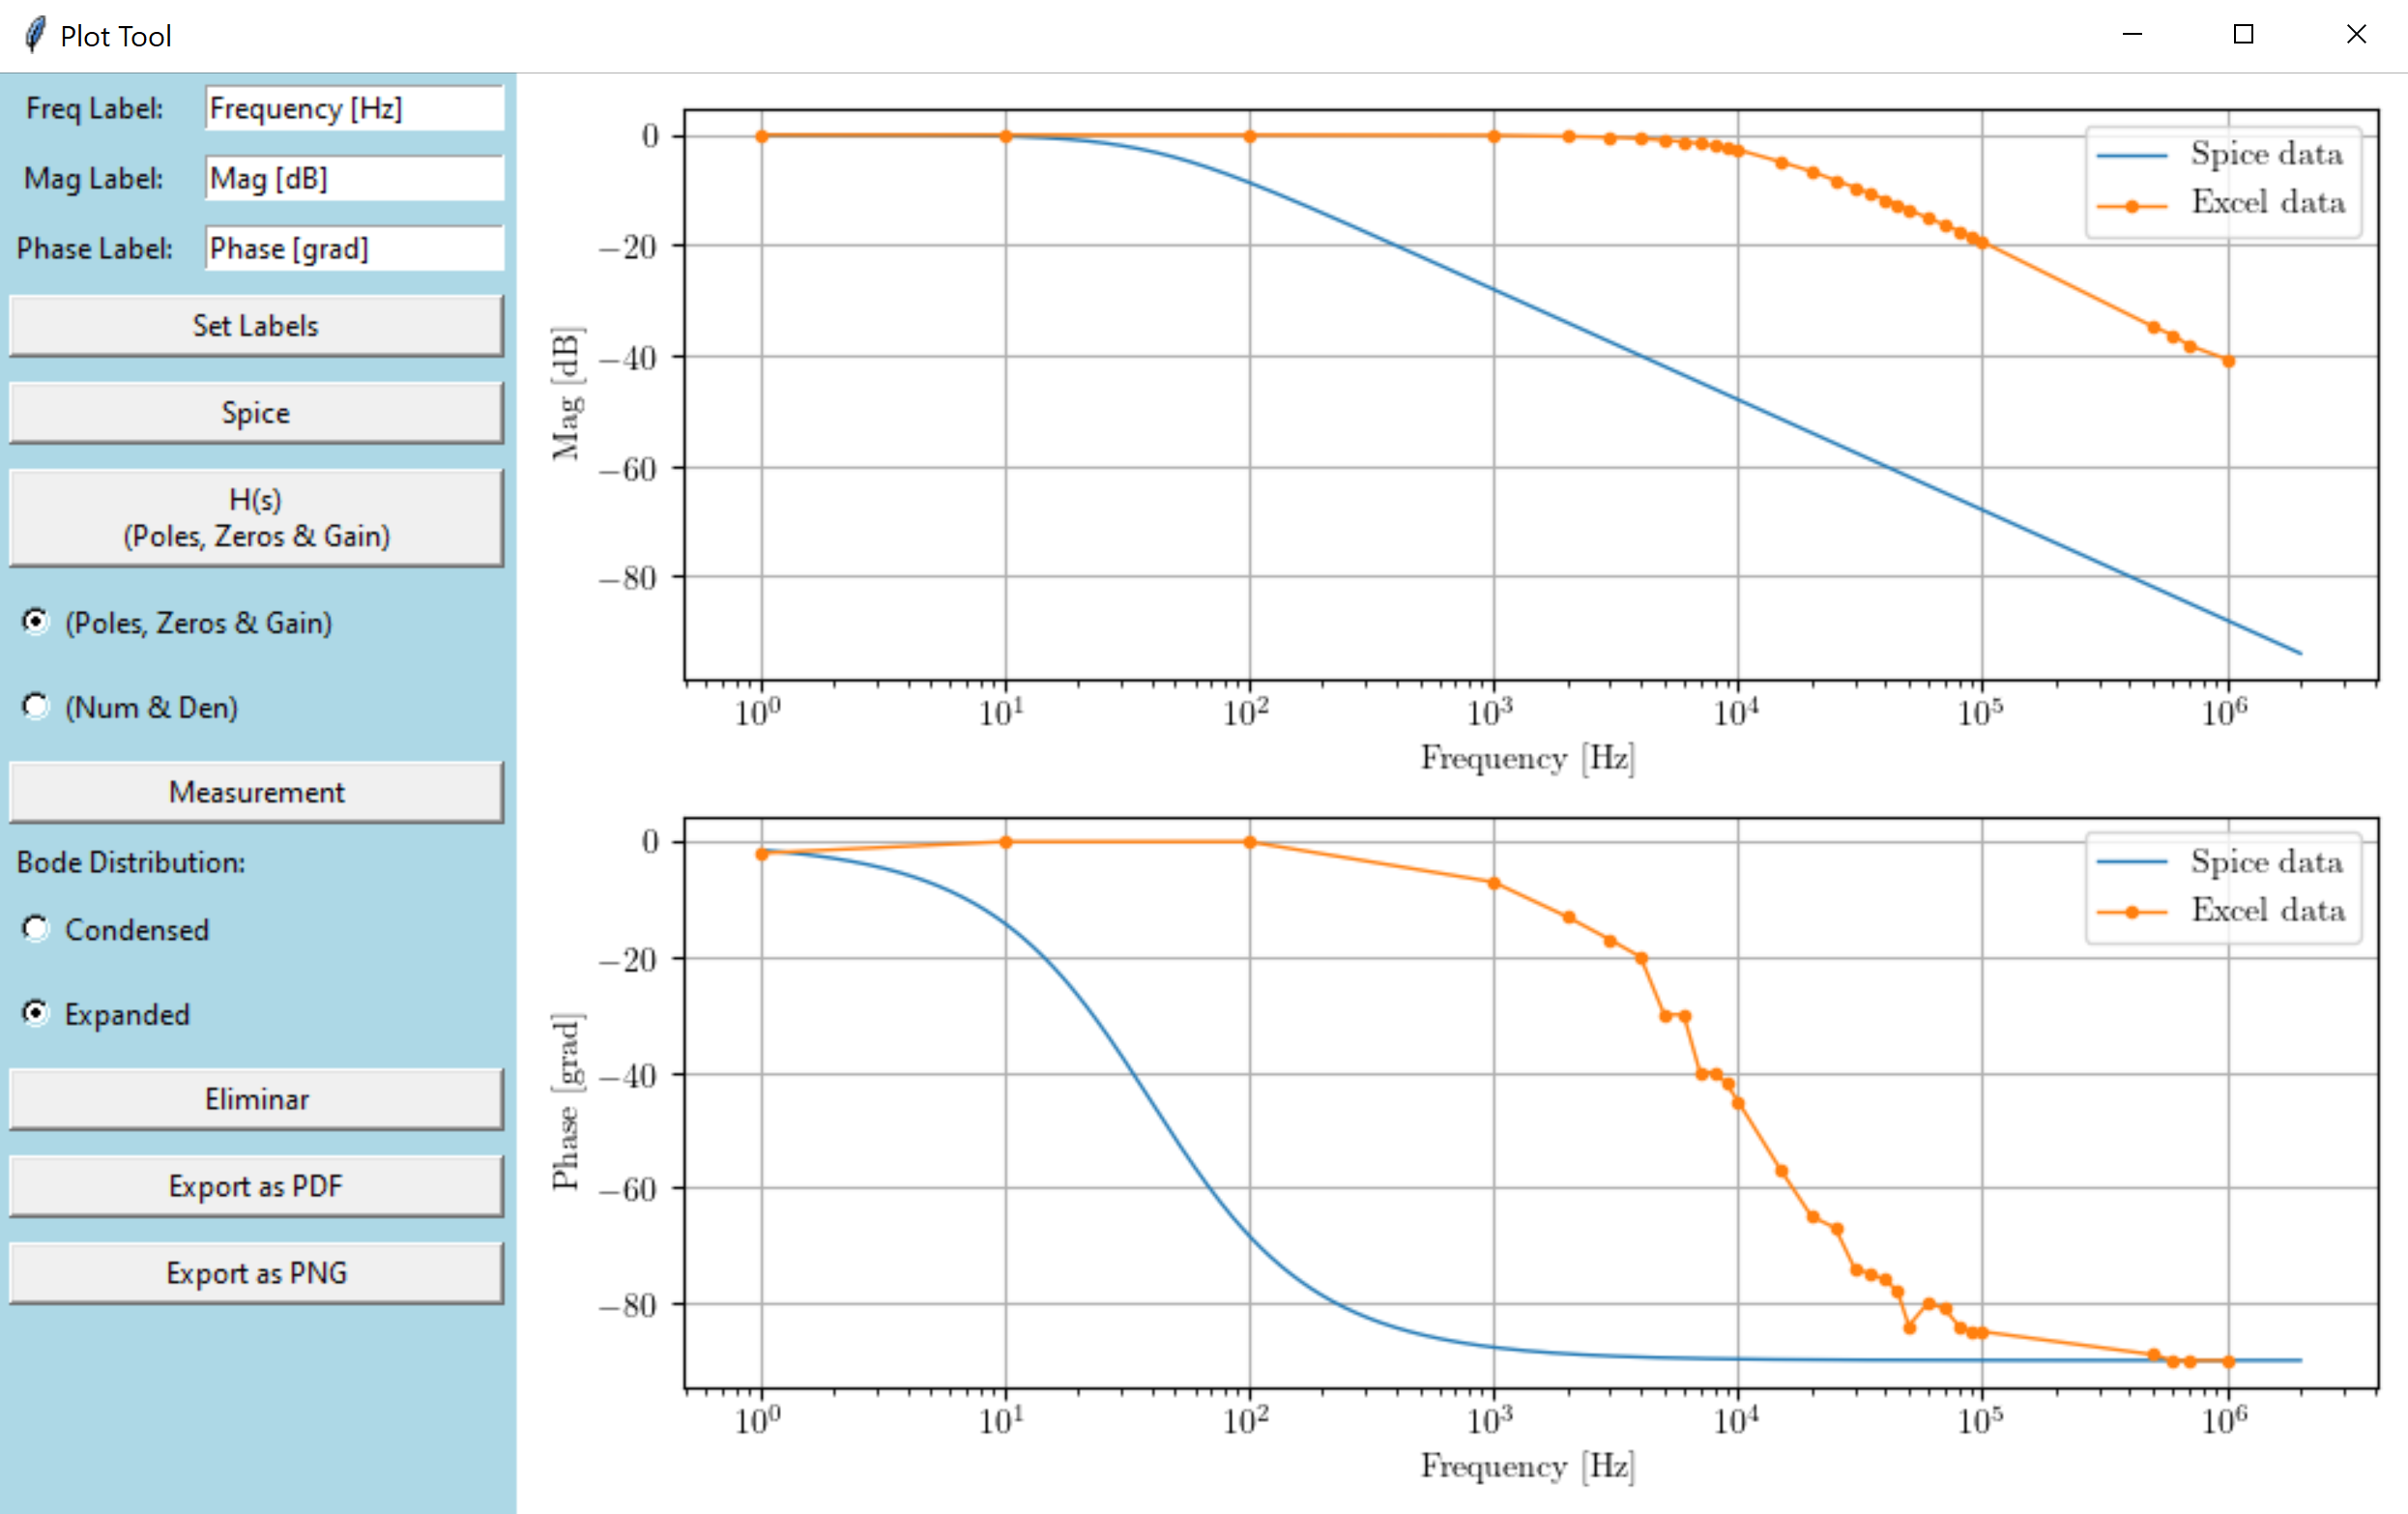 Plot Tool
Freq Label: Frequency [Hz]
Mag Label: Mag [dB]
Phase Label: Phase [grad]
Set Labels
Spice
H(s)
(Poles, Zeros & Gain)
(Poles, Zeros & Gain)
(Num & Den)
Measurement
Bode Distribution:
Condensed
Expanded
Eliminar
Export as PDF
Export as PNG
Mag [dB]
0
−20
−40
−60
−80
Spice data
Excel data
10⁰ 10¹ 10² 10³ 10⁴ 10⁵ 10⁶
Frequency [Hz]
Phase [grad]
0
−20
−40
−60
−80
Spice data
Excel data
10⁰ 10¹ 10² 10³ 10⁴ 10⁵ 10⁶
Frequency [Hz]